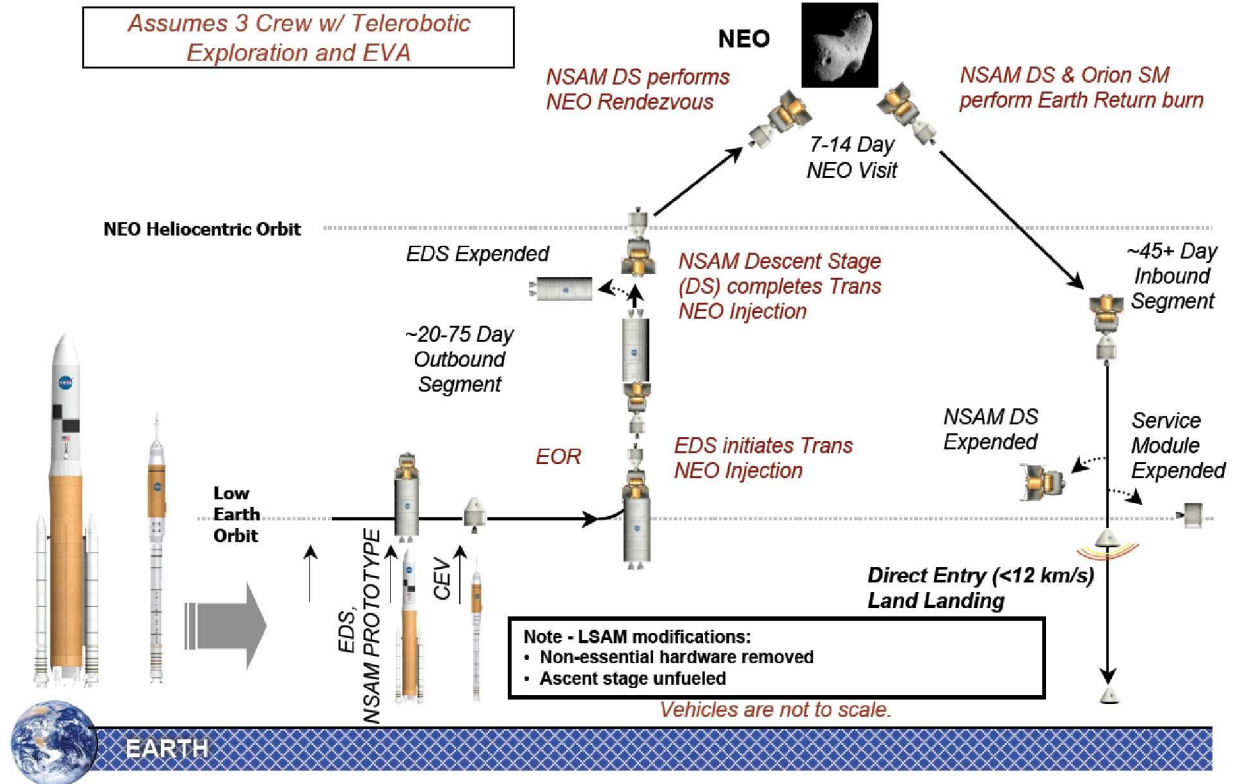 Assumes 3 Crew w/ Telerobotic
Exploration and EVA
NEO
NSAM DS performs
NEO Rendezvous
NSAM DS & Orion SM
perform Earth Return burn
7-14 Day
NEO Visit
NEO Heliocentric Orbit
EDS Expended
NSAM Descent Stage
(DS) completes Trans
NEO Injection
~45+ Day
Inbound
Segment
~20-75 Day
Outbound
Segment
NSAM DS
Expended
Service
Module
Expended
EOR
EDS initiates Trans
NEO Injection
Low
Earth
Orbit
EDS,
NSAM PROTOTYPE
CEV
Direct Entry (<12 km/s)
Land Landing
Note - LSAM modifications:
• Non-essential hardware removed
• Ascent stage unfueled
Vehicles are not to scale.
EARTH